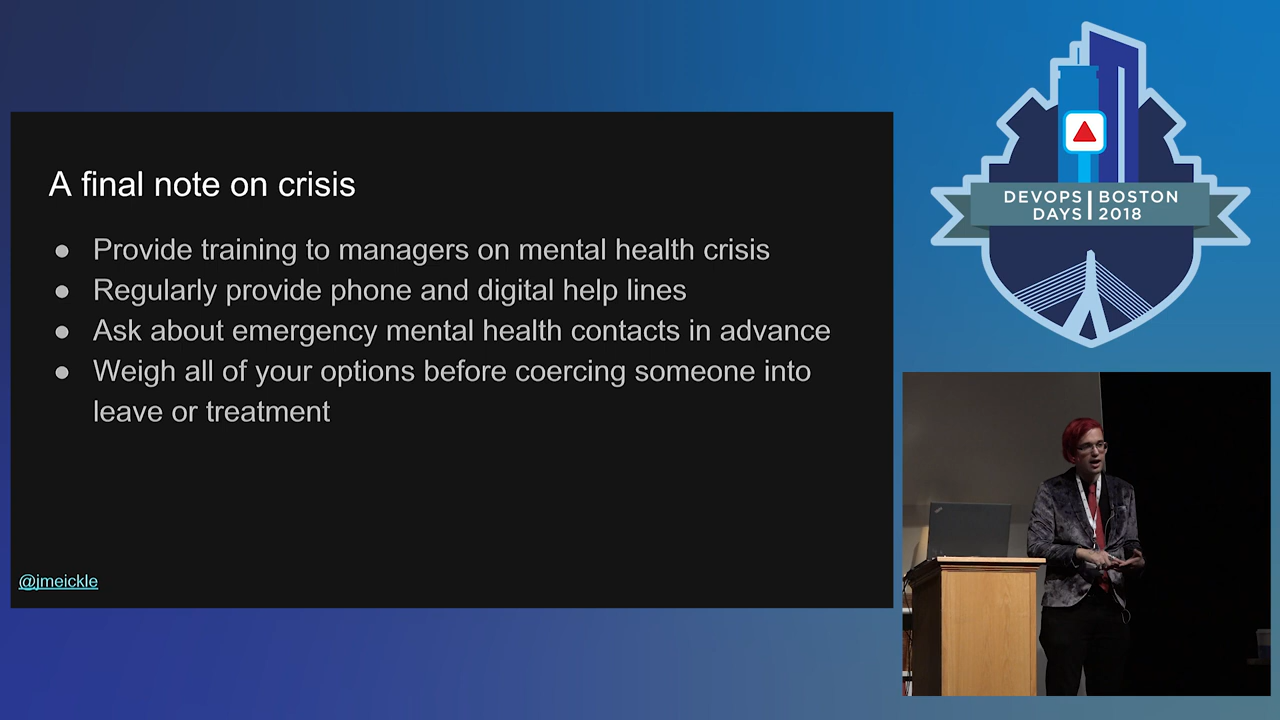 A final note on crisis
● Provide training to managers on mental health crisis
● Regularly provide phone and digital help lines
● Ask about emergency mental health contacts in advance
● Weigh all of your options before coercing someone into
leave or treatment
@jmeickle
DEVOPS BOSTON
DAYS 2018